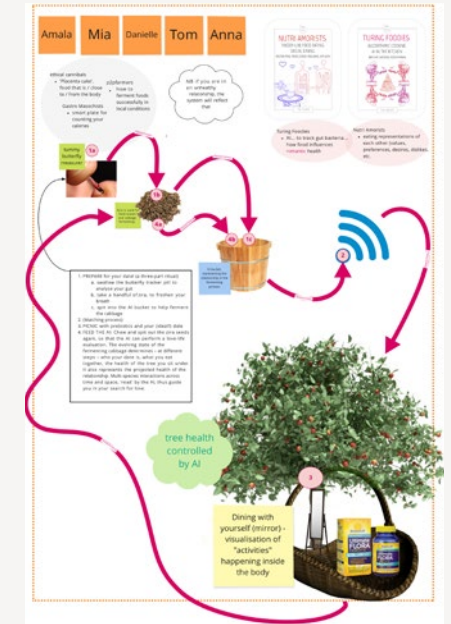 Amala
Mia
Danielle
Tom
Anna
ethical cannibals
"Placenta cake",
food that is / close
to / from the body
Gastro Masochists
smart plate for
counting your
calories
how to
ferment foods
successfully in
local conditions
NB if you are in
an unhealthy
relationship, the
system will reflect
that
NUTRI AMORISTS
TURING FOODIES
Turing Foodies
AI... to track gut bacteria...
how food influences
health
Nutri Amorists
eating representations of
each other (values,
preferences, desires, dislikes,
etc.
tummy
butterfly
measure!
1a
1b
4a
4b
1c
2
1. PREPARE for your date (a three-part ritual)
a. swallow the butterfly tracker pill to
analyse your gut
b. take a handful of zira, to freshen your
breath
c. spit into the AI bucket to help ferment
the cabbage
2. (Matching process)
3. PICNIC with prebiotics and your (ideal?) date
4. FEED THE AI: Chew and spit out the zira seeds
again, so that the AI can perform a love-life
evaluation. The evolving state of the
fermenting cabbage determines - at different
steps - who your date is, what you eat
together, the health of the tree you sit under
It also represents the projected health of the
relationship. Multi-species interactions across
time and space, 'read' by the AI, thus guide
you in your search for love.
tree health
controlled
by AI
3
Dining with
yourself (mirror) -
visualisation of
"activities"
happening inside
the body
FLORA
FLORA